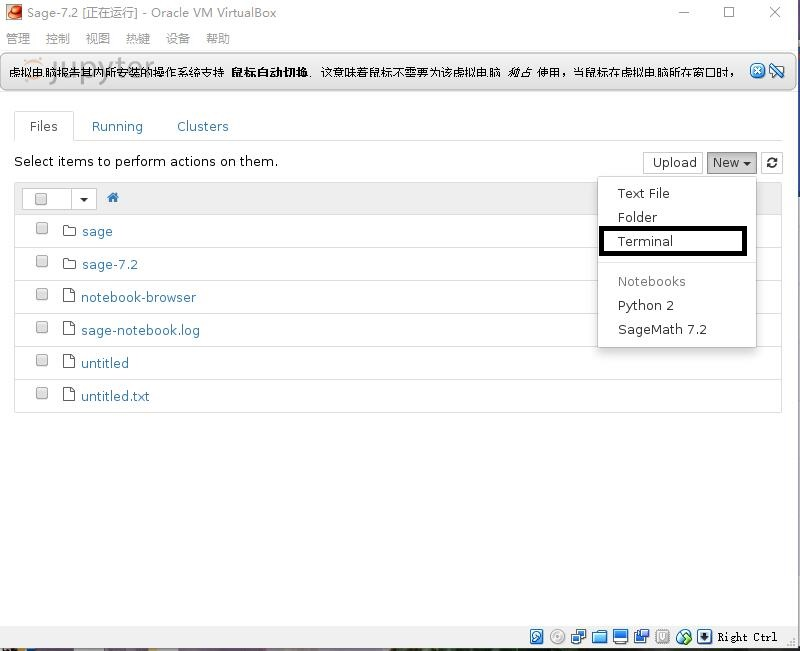 Sage-7.2 [正在运行] - Oracle VM VirtualBox
管理 控制 视图 热键 设备 帮助
jupyter
虚拟电脑报告其内所安装的操作系统支持 鼠标自动切换. 这意味着鼠标不需要为该虚拟电脑 独占 使用, 当鼠标在虚拟电脑所在窗口时,
Files Running Clusters
Select items to perform actions on them.
Upload New
Text File
Folder
Terminal
Notebooks
Python 2
SageMath 7.2
sage
sage-7.2
notebook-browser
sage-notebook.log
untitled
untitled.txt
Right Ctrl